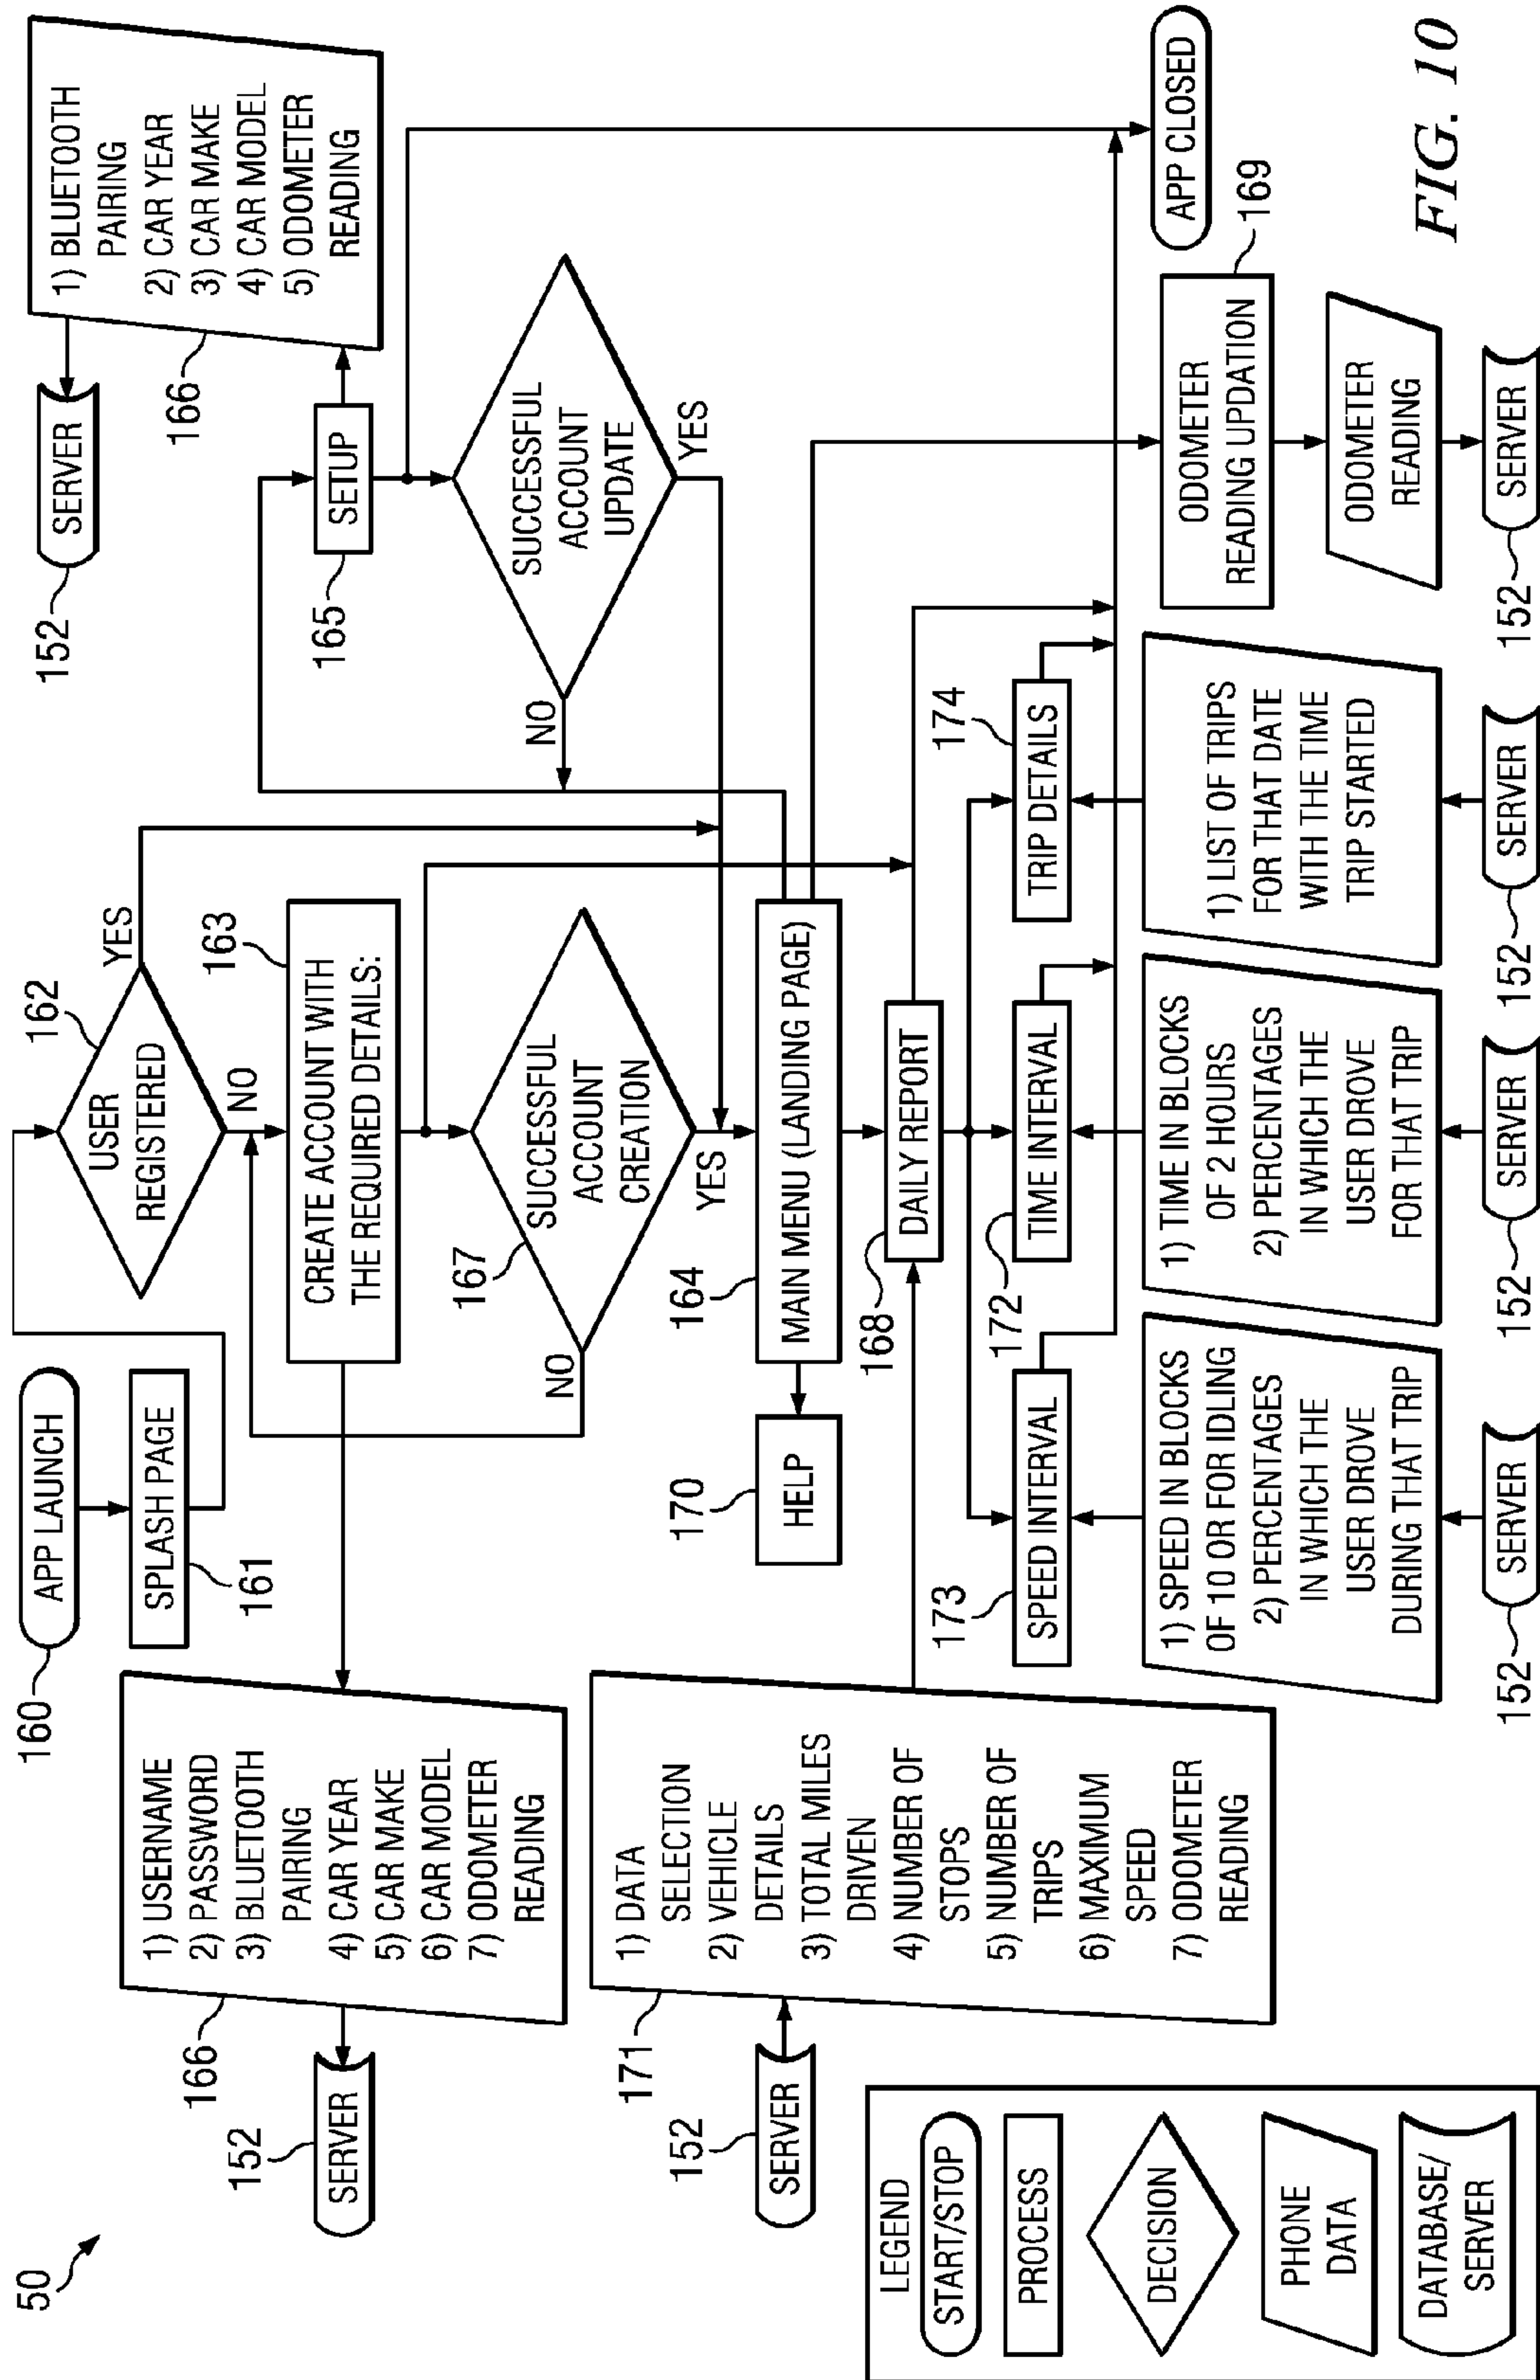 50
160
APP LAUNCH
SPLASH PAGE
161
162
USER
REGISTERED
YES
NO
163
CREATE ACCOUNT WITH
THE REQUIRED DETAILS:
166
1) USERNAME
2) PASSWORD
3) BLUETOOTH
PAIRING
4) CAR YEAR
5) CAR MAKE
6) CAR MODEL
7) ODOMETER
READING
152
SERVER
167
SUCCESSFUL
ACCOUNT
CREATION
NO
YES
152
SERVER
1) BLUETOOTH
PAIRING
2) CAR YEAR
3) CAR MAKE
4) CAR MODEL
5) ODOMETER
READING
166
SETUP
165
SUCCESSFUL
ACCOUNT
UPDATE
NO
YES
164
MAIN MENU (LANDING PAGE)
170
HELP
171
1) DATA
SELECTION
2) VEHICLE
DETAILS
3) TOTAL MILES
DRIVEN
4) NUMBER OF
STOPS
5) NUMBER OF
TRIPS
6) MAXIMUM
SPEED
7) ODOMETER
READING
152
SERVER
168
DAILY REPORT
173
SPEED INTERVAL
172
TIME INTERVAL
174
TRIP DETAILS
1) SPEED IN BLOCKS
OF 10 OR FOR IDLING
2) PERCENTAGES
IN WHICH THE
USER DROVE
DURING THAT TRIP
152
SERVER
1) TIME IN BLOCKS
OF 2 HOURS
2) PERCENTAGES
IN WHICH THE
USER DROVE
FOR THAT TRIP
152
SERVER
1) LIST OF TRIPS
FOR THAT DATE
WITH THE TIME
TRIP STARTED
152
SERVER
APP CLOSED
169
ODOMETER
READING UPDATION
ODOMETER
READING
152
SERVER
LEGEND
START/STOP
PROCESS
DECISION
PHONE
DATA
DATABASE/
SERVER
FIG. 10